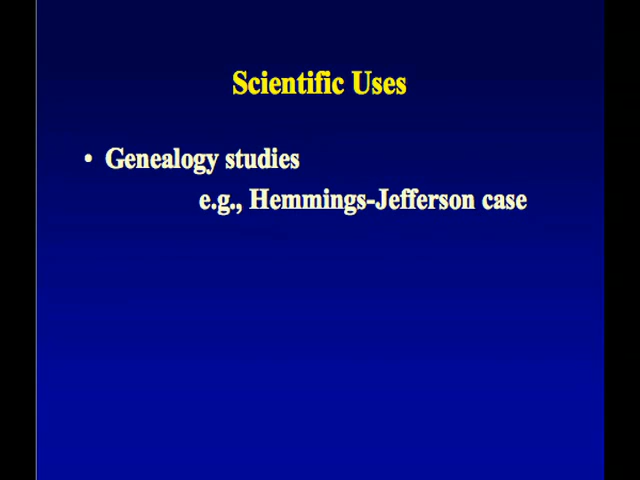 Scientific Uses
• Genealogy studies
e.g., Hemmings-Jefferson case